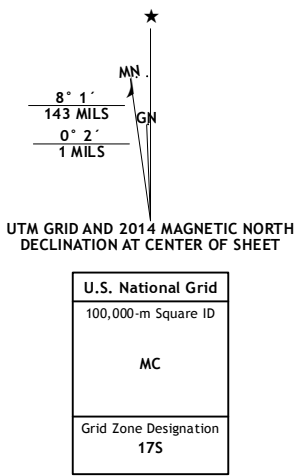 ★
MN
8° 1´
143 MILS
GN
0° 2´
1 MILS
UTM GRID AND 2014 MAGNETIC NORTH
DECLINATION AT CENTER OF SHEET
U.S. National Grid
100,000-m Square ID
MC
Grid Zone Designation
17S